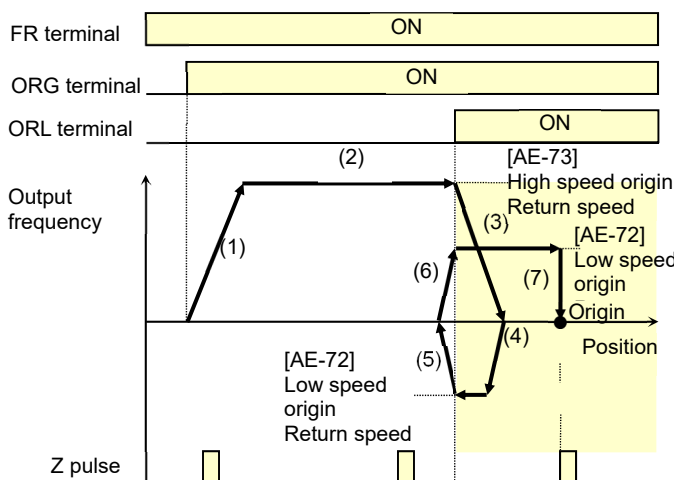 FR terminal
ON
ORG terminal
ON
ORL terminal
ON
(2)
[AE-73]
High speed origin
Return speed
Output
frequency
(1)
(3)
[AE-72]
Low speed
origin
(6)
(7)
Origin
(4)
Position
(5)
[AE-72]
Low speed
origin
Return speed
Z pulse